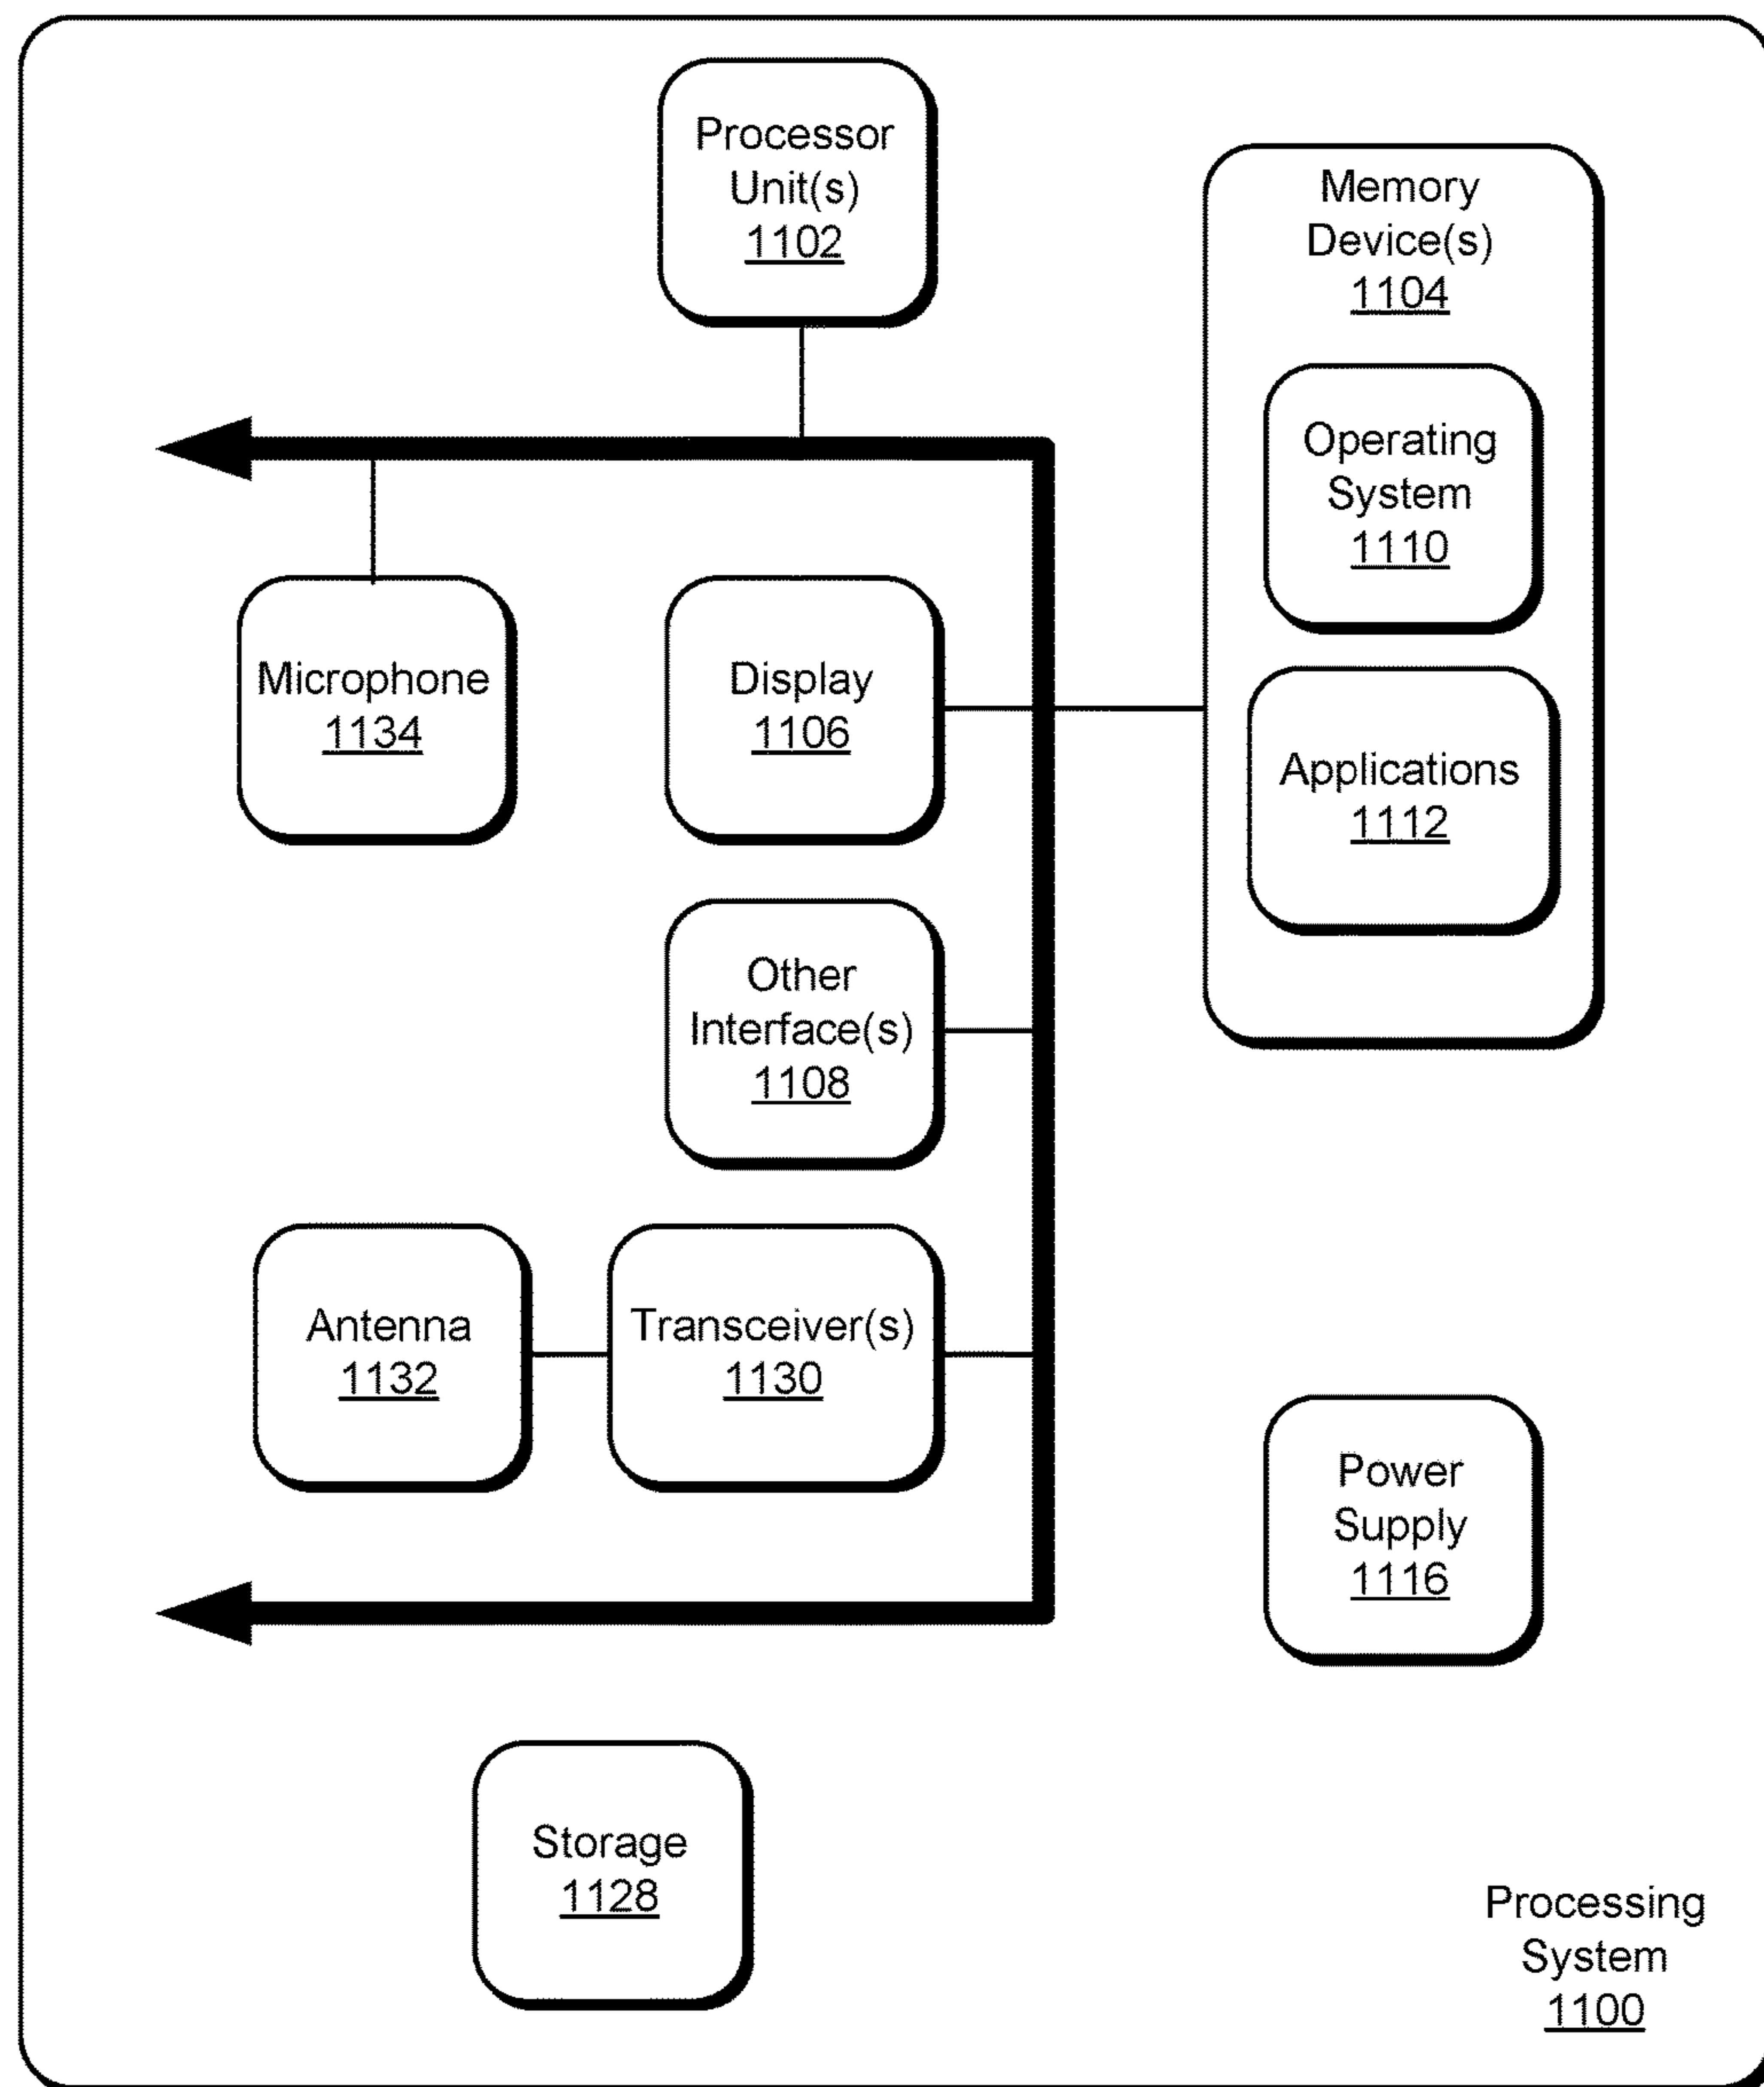 Processor
Unit(s)
1102
Memory
Device(s)
1104
Operating
System
1110
Microphone
1134
Display
1106
Applications
1112
Other
Interface(s)
1108
Antenna
1132
Transceiver(s)
1130
Power
Supply
1116
Storage
1128
Processing
System
1100